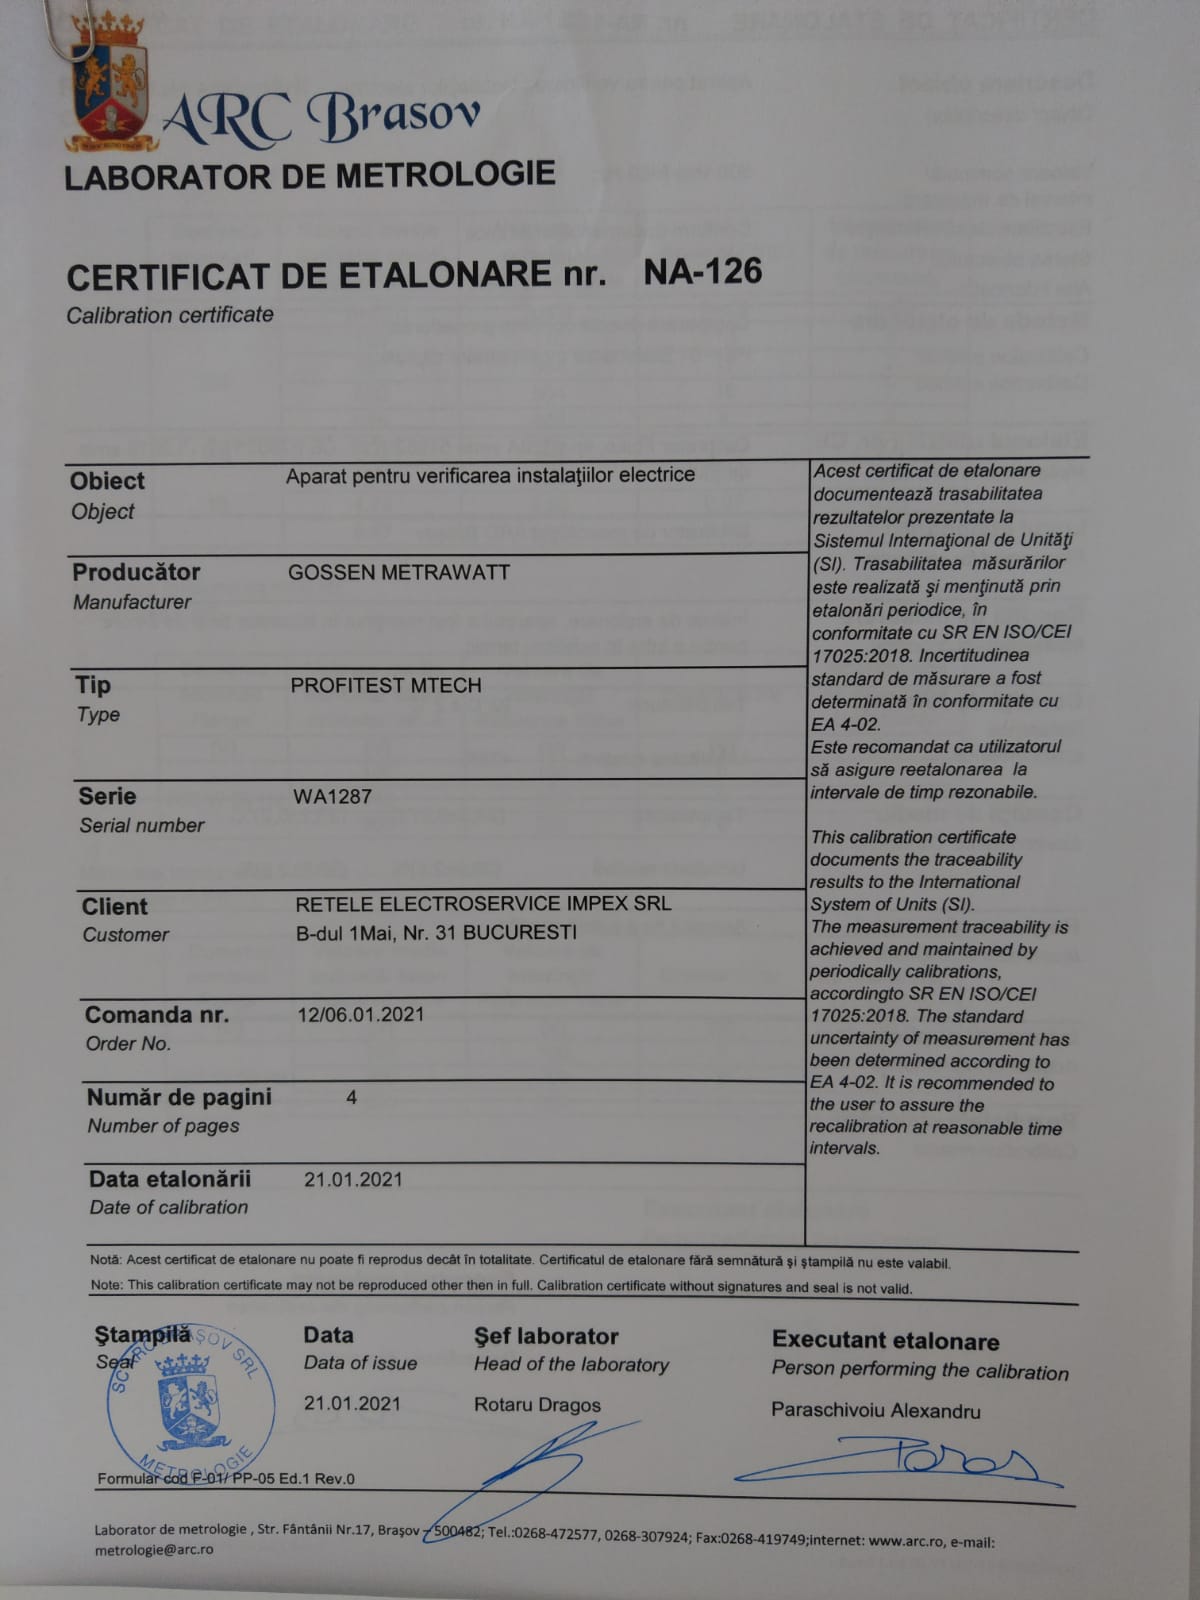 ARC Brasov
LABORATOR DE METROLOGIE
CERTIFICAT DE ETALONARE nr. NA-126
Calibration certificate
Obiect
Object
Aparat pentru verificarea instalaţiilor electrice
Producător
Manufacturer
GOSSEN METRAWATT
Tip
Type
PROFITEST MTECH
Serie
Serial number
WA1287
Client
Customer
RETELE ELECTROSERVICE IMPEX SRL
B-dul 1Mai, Nr. 31 BUCURESTI
Comanda nr.
Order No.
12/06.01.2021
Număr de pagini
Number of pages
4
Data etalonării
Date of calibration
21.01.2021
Acest certificat de etalonare
documentează trasabilitatea
rezultatelor prezentate la
Sistemul Internaţional de Unităţi
(SI). Trasabilitatea măsurărilor
este realizată şi menţinută prin
etalonări periodice, în
conformitate cu SR EN ISO/CEI
17025:2018. Incertitudinea
standard de măsurare a fost
determinată în conformitate cu
EA 4-02.
Este recomandat ca utilizatorul
să asigure reetalonarea la
intervale de timp rezonabile.
This calibration certificate
documents the traceability
results to the International
System of Units (SI).
The measurement traceability is
achieved and maintained by
periodically calibrations,
accordingto SR EN ISO/CEI
17025:2018. The standard
uncertainty of measurement has
been determined according to
EA 4-02. It is recommended to
the user to assure the
recalibration at reasonable time
intervals.
Notă: Acest certificat de etalonare nu poate fi reprodus decât în totalitate. Certificatul de etalonare fără semnătură şi ştampilă nu este valabil.
Note: This calibration certificate may not be reproduced other then in full. Calibration certificate without signatures and seal is not valid.
Ştampilă
Seal
SC ARC BRAŞOV SRL
METROLOGIE
Data
Date of issue
21.01.2021
Şef laborator
Head of the laboratory
Rotaru Dragos
Executant etalonare
Person performing the calibration
Paraschivoiu Alexandru
Formular cod F-01/ PP-05 Ed.1 Rev.0
Laborator de metrologie , Str. Fântânii Nr.17, Braşov – 500482; Tel.:0268-472577, 0268-307924; Fax:0268-419749;internet: www.arc.ro, e-mail:
metrologie@arc.ro